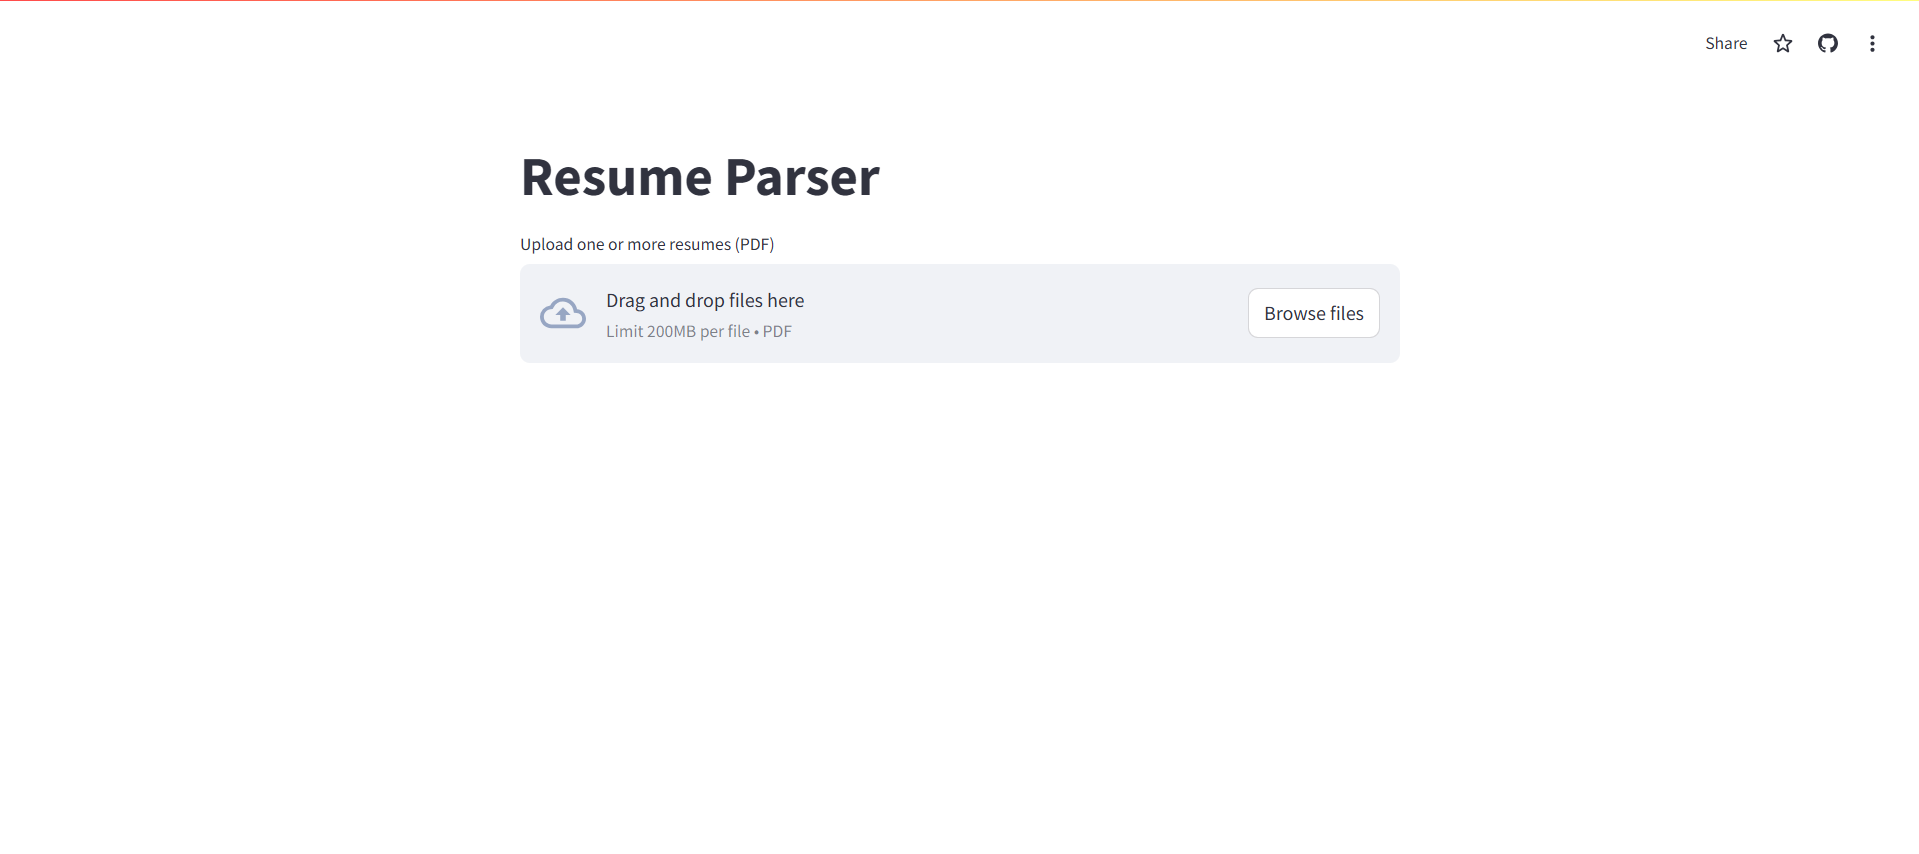 Share
Resume Parser
Upload one or more resumes (PDF)
Drag and drop files here
Limit 200MB per file • PDF
Browse files